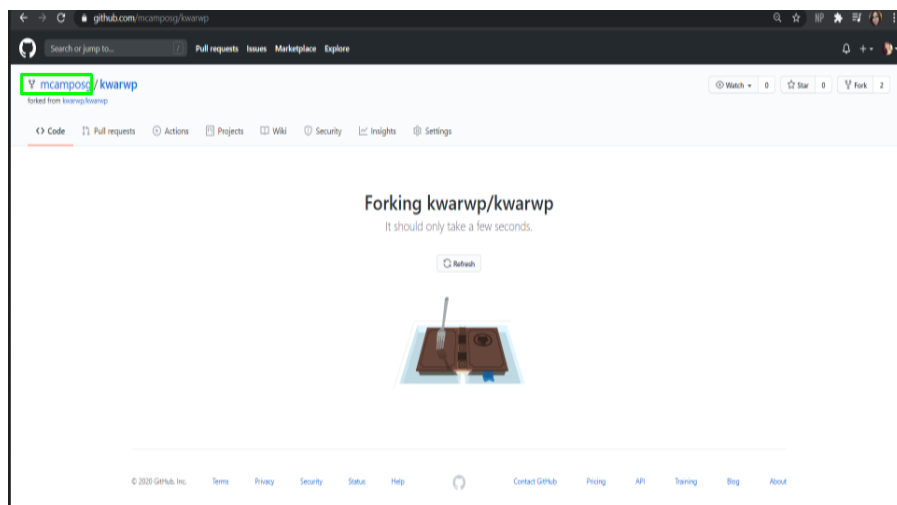 github.com/mcamposg/kwarwp
NP
Search or jump to... /
Pull requests Issues Marketplace Explore
mcamposg / kwarwp
Watch 0 Star 0 Fork 2
forked from kwarwp/kwarwp
Code Pull requests Actions Projects Wiki Security Insights Settings
Forking kwarwp/kwarwp
It should only take a few seconds.
Refresh
© 2020 GitHub, Inc. Terms Privacy Security Status Help Contact GitHub Pricing API Training Blog About